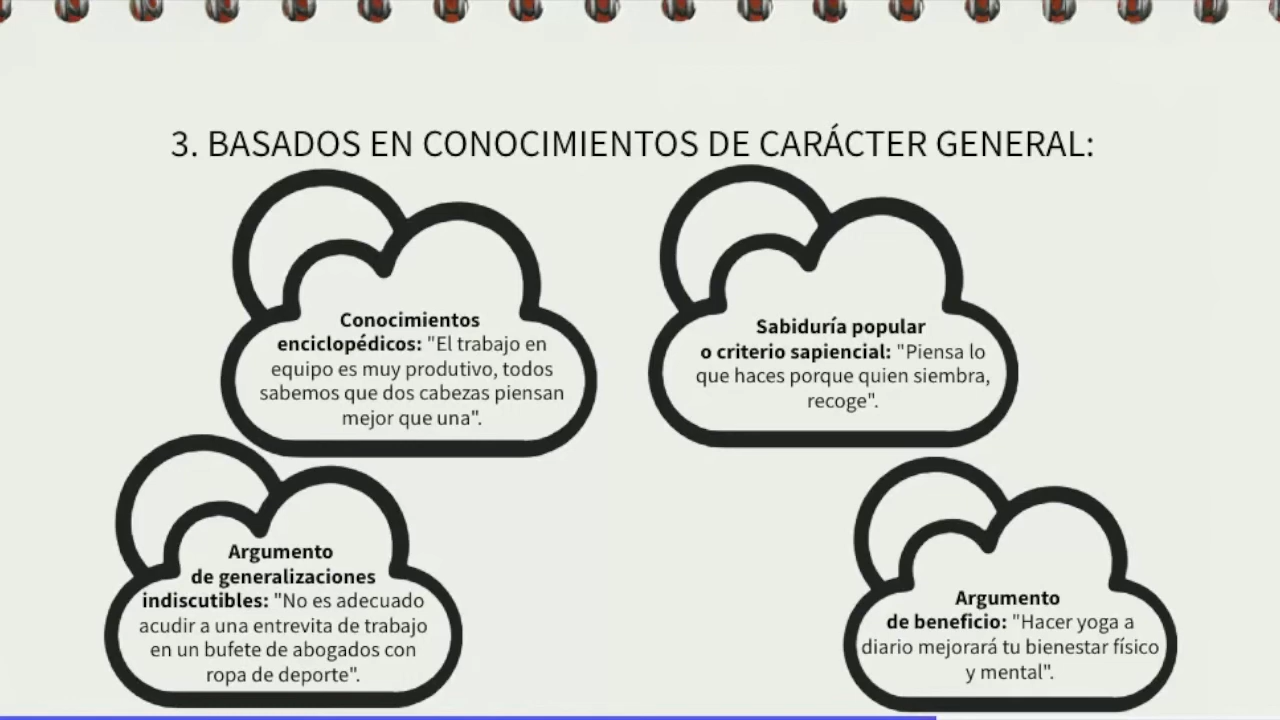 3. BASADOS EN CONOCIMIENTOS DE CARÁCTER GENERAL:
Conocimientos
enciclopédicos: "El trabajo en
equipo es muy produtivo, todos
sabemos que dos cabezas piensan
mejor que una".
Sabiduría popular
o criterio sapiencial: "Piensa lo
que haces porque quien siembra,
recoge".
Argumento
de generalizaciones
indiscutibles: "No es adecuado
acudir a una entrevita de trabajo
en un bufete de abogados con
ropa de deporte".
Argumento
de beneficio: "Hacer yoga a
diario mejorará tu bienestar físico
y mental".